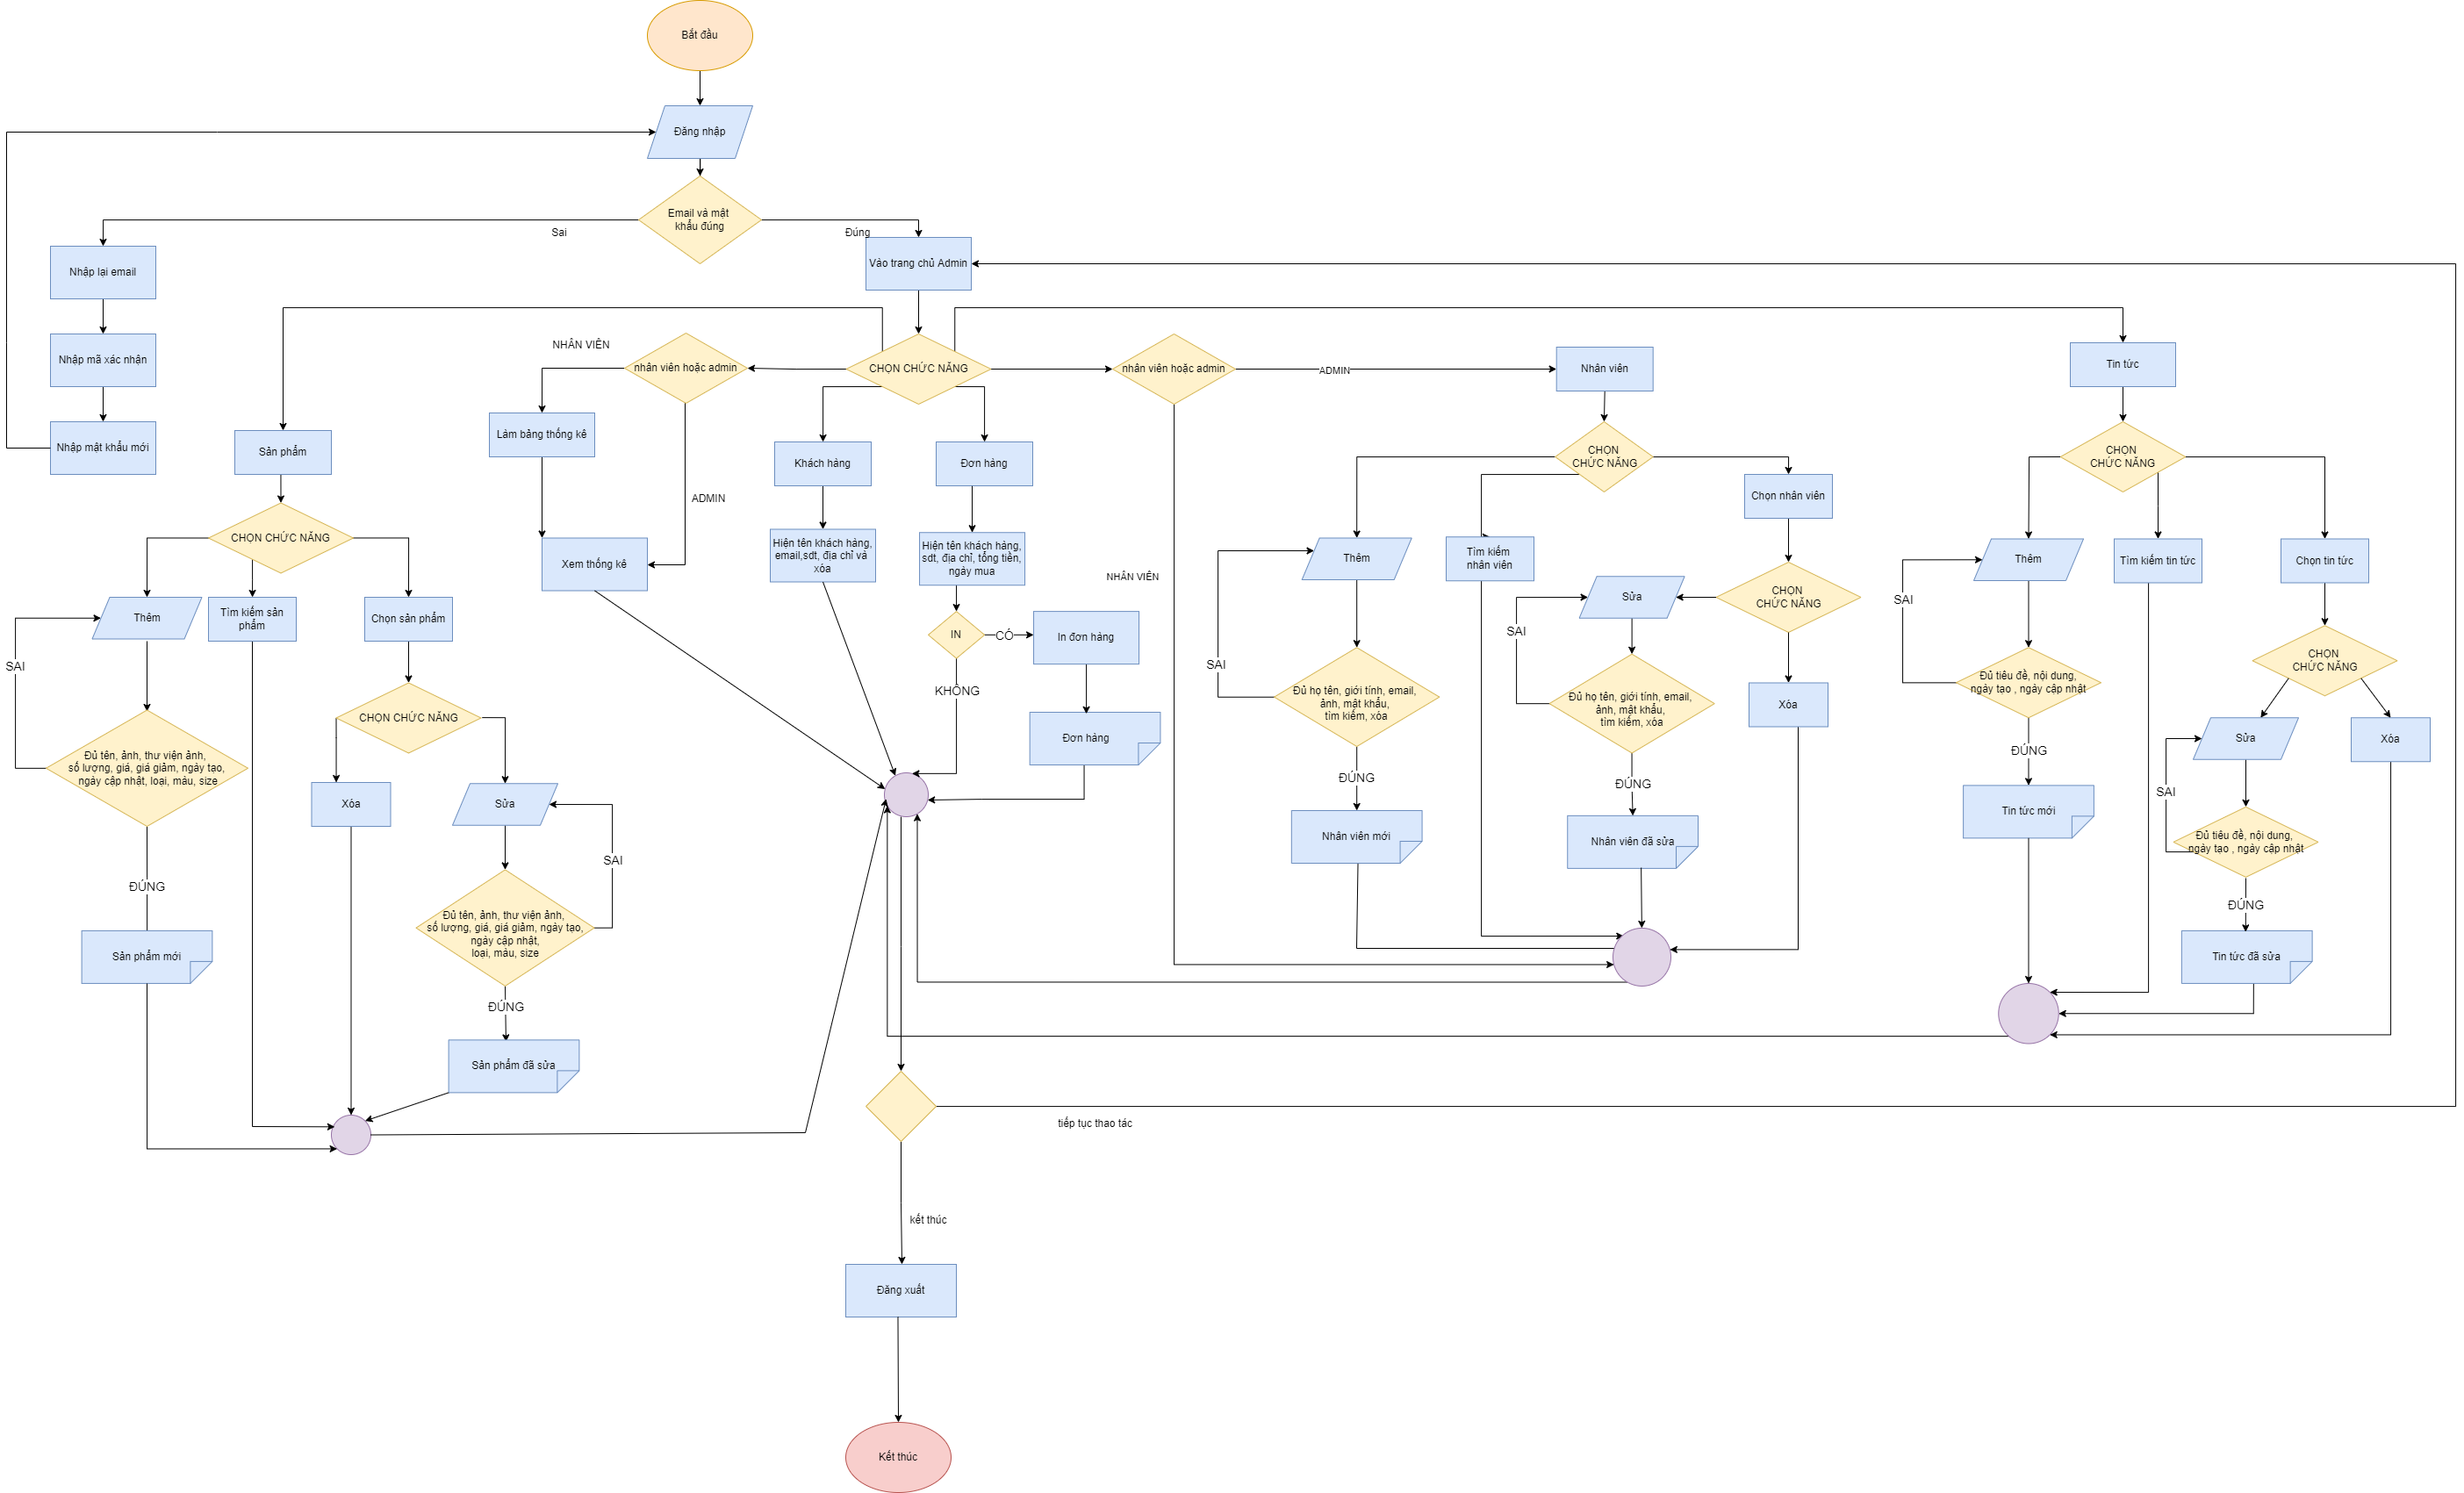 Bắt đầu
Đăng nhập
Email và mật
khẩu đúng
Sai
Đúng
Nhập lại email
Vào trang chủ Admin
Nhập mã xác nhận
Nhập mật khẩu mới
NHÂN VIÊN
nhân viên hoặc admin
CHỌN CHỨC NĂNG
nhân viên hoặc admin
ADMIN
Nhân viên
Tin tức
Sản phẩm
Làm bảng thống kê
ADMIN
Khách hàng
Đơn hàng
CHỌN
CHỨC NĂNG
CHỌN
CHỨC NĂNG
Chọn nhân viên
CHỌN CHỨC NĂNG
Xem thống kê
Hiện tên khách hàng,
email,sdt, địa chỉ và
xóa
Hiện tên khách hàng,
sdt, địa chỉ, tổng tiền,
ngày mua
NHÂN VIÊN
Thêm
Tìm kiếm
nhân viên
Sửa
CHỌN
CHỨC NĂNG
Thêm
Tìm kiếm tin tức
Chọn tin tức
Thêm
Tìm kiếm sản
phẩm
Chọn sản phẩm
IN
CÓ
In đơn hàng
SAI
SAI
SAI
SAI
KHÔNG
CHỌN
CHỨC NĂNG
Đủ họ tên, giới tính, email,
ảnh, mật khẩu,
tìm kiếm, xóa
Đủ họ tên, giới tính, email,
ảnh, mật khẩu,
tìm kiếm, xóa
Xóa
Đủ tiêu đề, nội dung,
ngày tạo , ngày cập nhật
CHỌN CHỨC NĂNG
Đơn hàng
Sửa
Xóa
Đủ tên, ảnh, thư viện ảnh,
số lượng, giá, giá giảm, ngày tạo,
ngày cập nhật, loại, màu, size
ĐÚNG
ĐÚNG
ĐÚNG
SAI
Xóa
Sửa
Nhân viên mới
Nhân viên đã sửa
Tin tức mới
Đủ tiêu đề, nội dung,
ngày tạo , ngày cập nhật
SAI
ĐÚNG
Đủ tên, ảnh, thư viện ảnh,
số lượng, giá, giá giảm, ngày tạo,
ngày cập nhật,
loại, màu, size
ĐÚNG
Sản phẩm mới
Tin tức đã sửa
ĐÚNG
Sản phẩm đã sửa
tiếp tục thao tác
kết thúc
Đăng xuất
Kết thúc